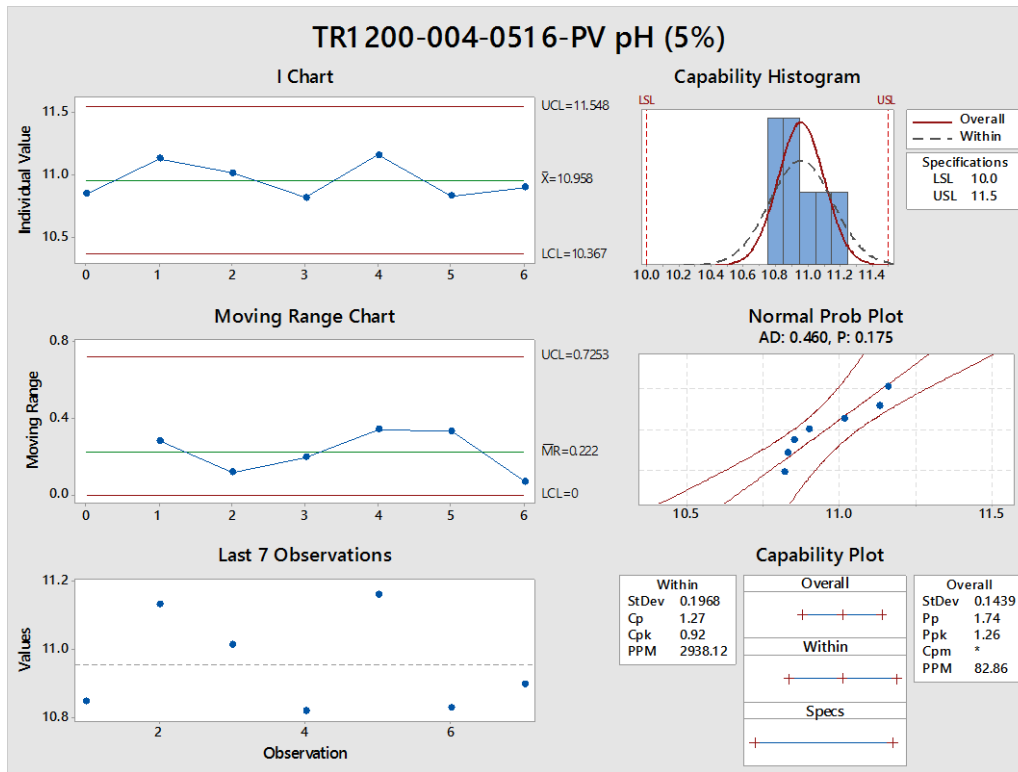 TR1200-004-0516-PV pH (5%)
I Chart
Individual Value
11.5
11.0
10.5
UCL=11.548
X̄=10.958
LCL=10.367
0 1 2 3 4 5 6
Capability Histogram
LSL USL
10.0 10.2 10.4 10.6 10.8 11.0 11.2 11.4
Overall
Within
Specifications
LSL 10.0
USL 11.5
Moving Range Chart
Moving Range
0.8
0.4
0.0
UCL=0.7253
M̄R̄=0.222
LCL=0
0 1 2 3 4 5 6
Normal Prob Plot
AD: 0.460, P: 0.175
10.5 11.0 11.5
Last 7 Observations
Values
11.2
11.0
10.8
2 4 6
Observation
Capability Plot
Within
StDev 0.1968
Cp 1.27
Cpk 0.92
PPM 2938.12
Overall
Within
Specs
Overall
StDev 0.1439
Pp 1.74
Ppk 1.26
Cpm *
PPM 82.86